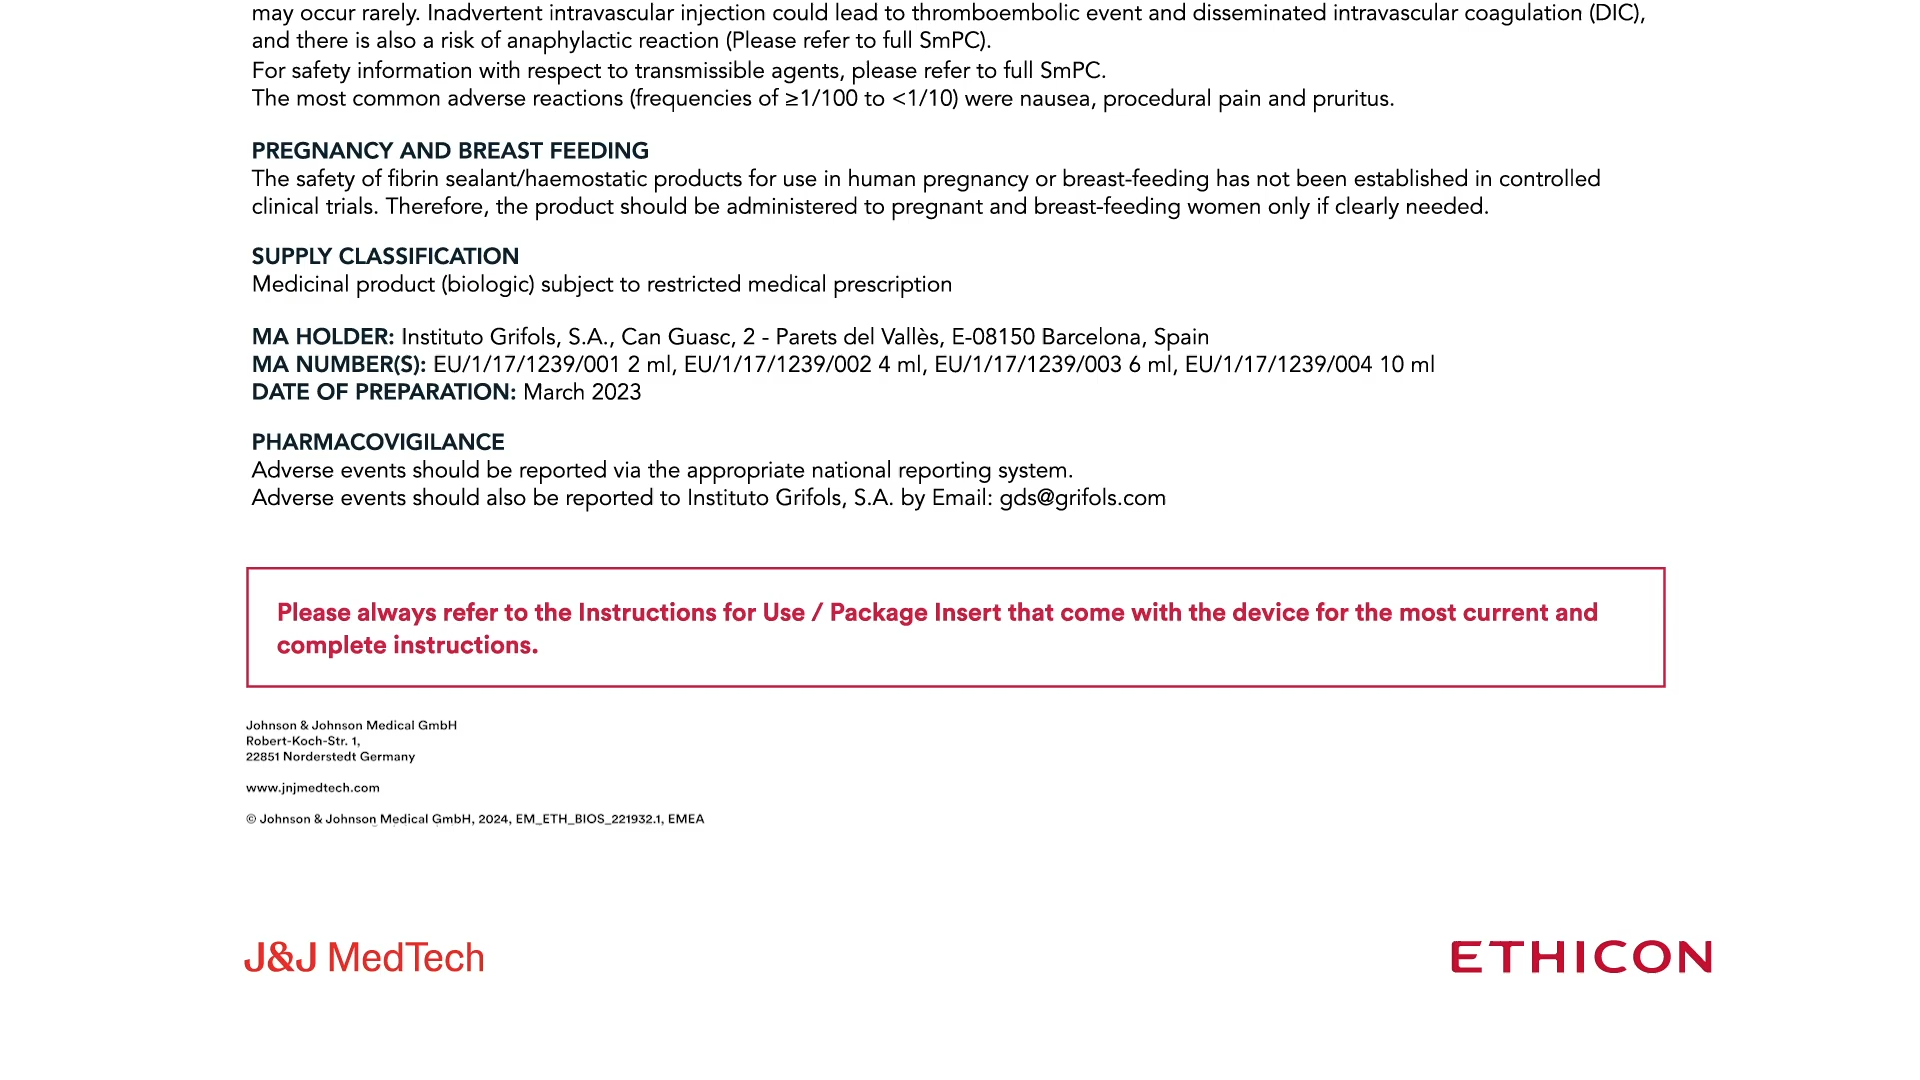 may occur rarely. Inadvertent intravascular injection could lead to thromboembolic event and disseminated intravascular coagulation (DIC),
and there is also a risk of anaphylactic reaction (Please refer to full SmPC).
For safety information with respect to transmissible agents, please refer to full SmPC.
The most common adverse reactions (frequencies of ≥1/100 to <1/10) were nausea, procedural pain and pruritus.
PREGNANCY AND BREAST FEEDING
The safety of fibrin sealant/haemostatic products for use in human pregnancy or breast-feeding has not been established in controlled
clinical trials. Therefore, the product should be administered to pregnant and breast-feeding women only if clearly needed.
SUPPLY CLASSIFICATION
Medicinal product (biologic) subject to restricted medical prescription
MA HOLDER: Instituto Grifols, S.A., Can Guasc, 2 - Parets del Vallès, E-08150 Barcelona, Spain
MA NUMBER(S): EU/1/17/1239/001 2 ml, EU/1/17/1239/002 4 ml, EU/1/17/1239/003 6 ml, EU/1/17/1239/004 10 ml
DATE OF PREPARATION: March 2023
PHARMACOVIGILANCE
Adverse events should be reported via the appropriate national reporting system.
Adverse events should also be reported to Instituto Grifols, S.A. by Email: gds@grifols.com
Please always refer to the Instructions for Use / Package Insert that come with the device for the most current and
complete instructions.
Johnson & Johnson Medical GmbH
Robert-Koch-Str. 1,
22851 Norderstedt Germany
www.jnjmedtech.com
© Johnson & Johnson Medical GmbH, 2024, EM_ETH_BIOS_221932.1, EMEA
J&J MedTech
ETHICON